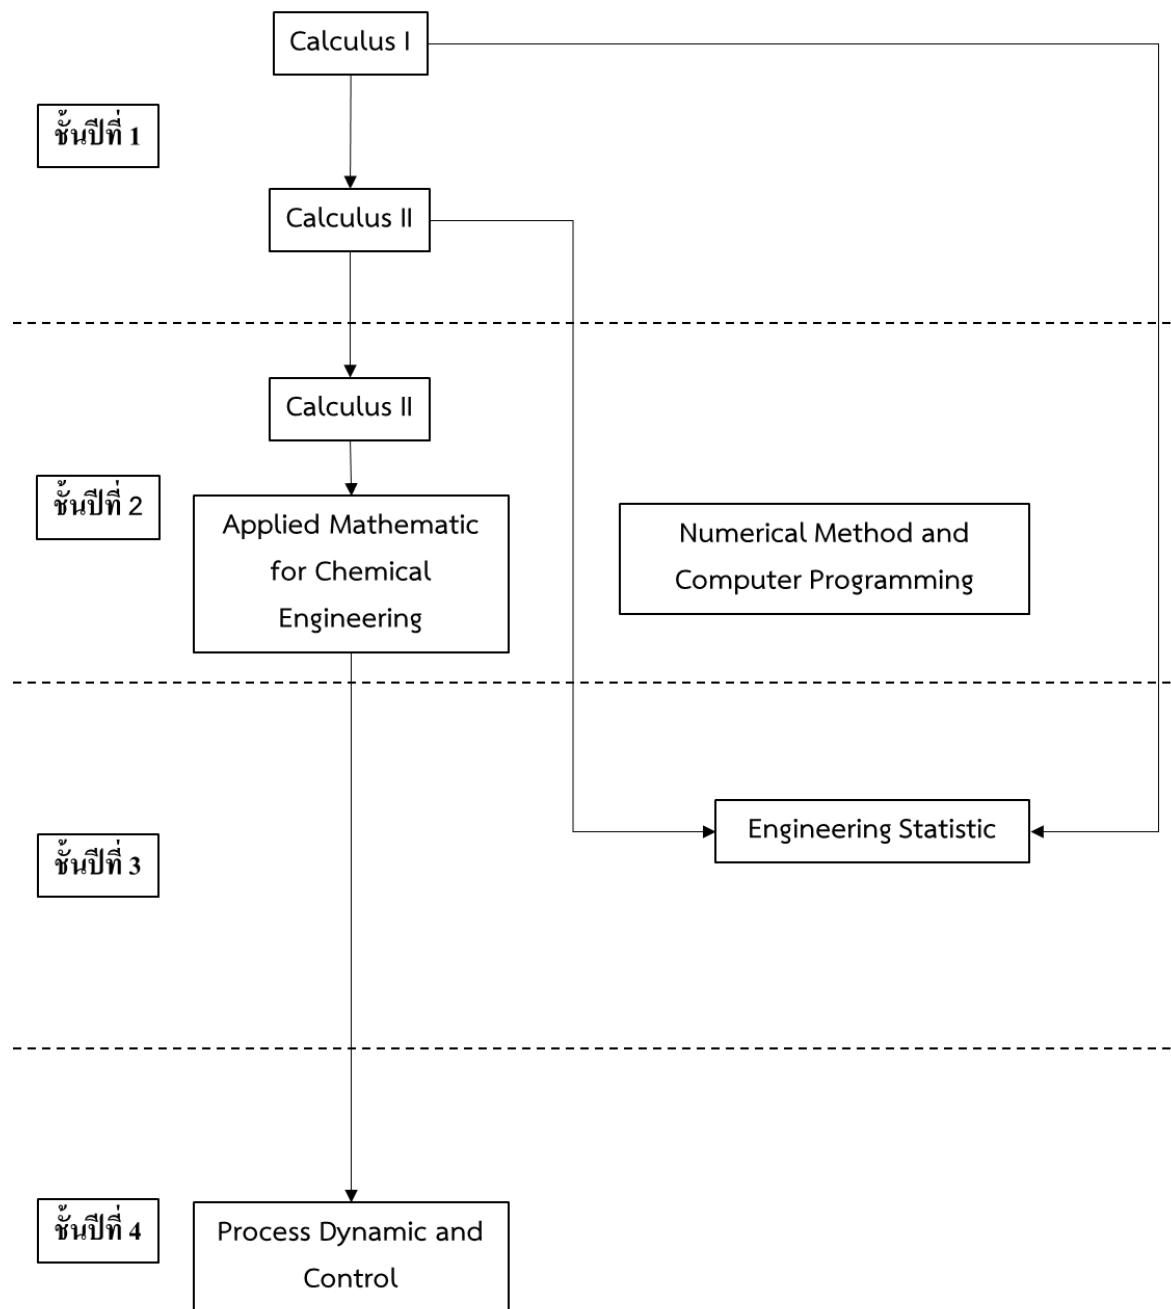 Calculus I
ชั้นปีที่ 1
Calculus II
Calculus II
ชั้นปีที่ 2
Applied Mathematic
for Chemical
Engineering
Numerical Method and
Computer Programming
Engineering Statistic
ชั้นปีที่ 3
ชั้นปีที่ 4
Process Dynamic and
Control